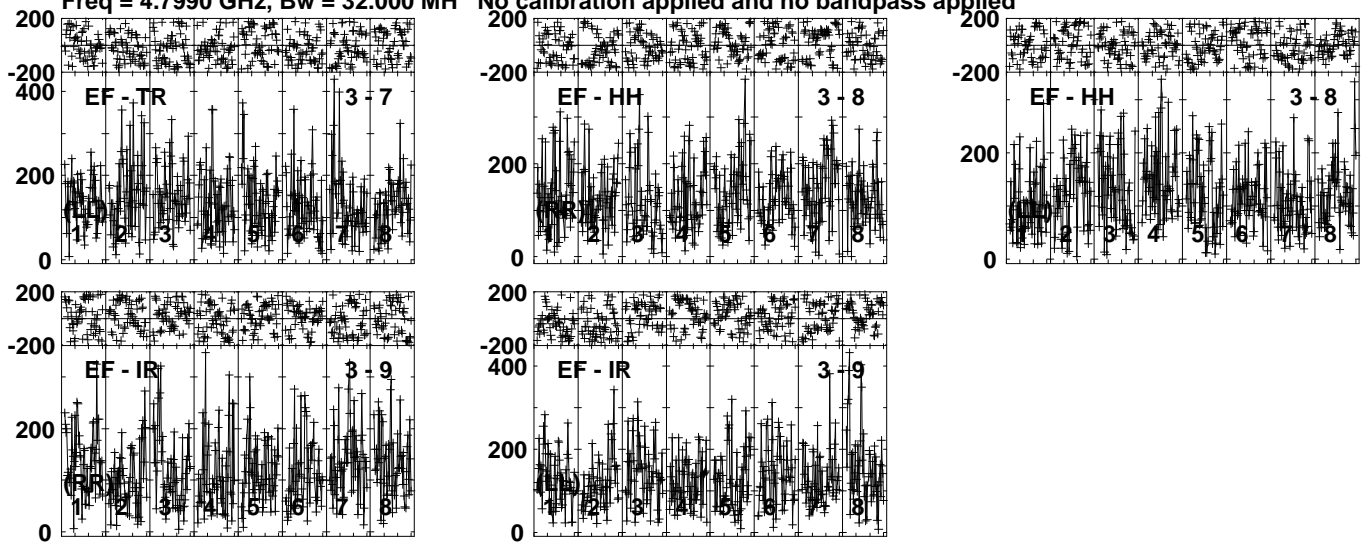 Freq = 4.7990 GHz, Bw = 32.000 MH No calibration applied and no bandpass applied
200
-200
400
200
0
EF - TR
3 - 7
(LL)
1 2 3 4 5 6 7 8
200
-200
200
0
EF - HH
3 - 8
(RR)
1 2 3 4 5 6 7 8
200
-200
200
0
EF - HH
3 - 8
(LL)
1 2 3 4 5 6 7 8
200
-200
200
0
EF - IR
3 - 9
(RR)
1 2 3 4 5 6 7 8
200
-200
400
200
0
EF - IR
3 - 9
(LL)
1 2 3 4 5 6 7 8